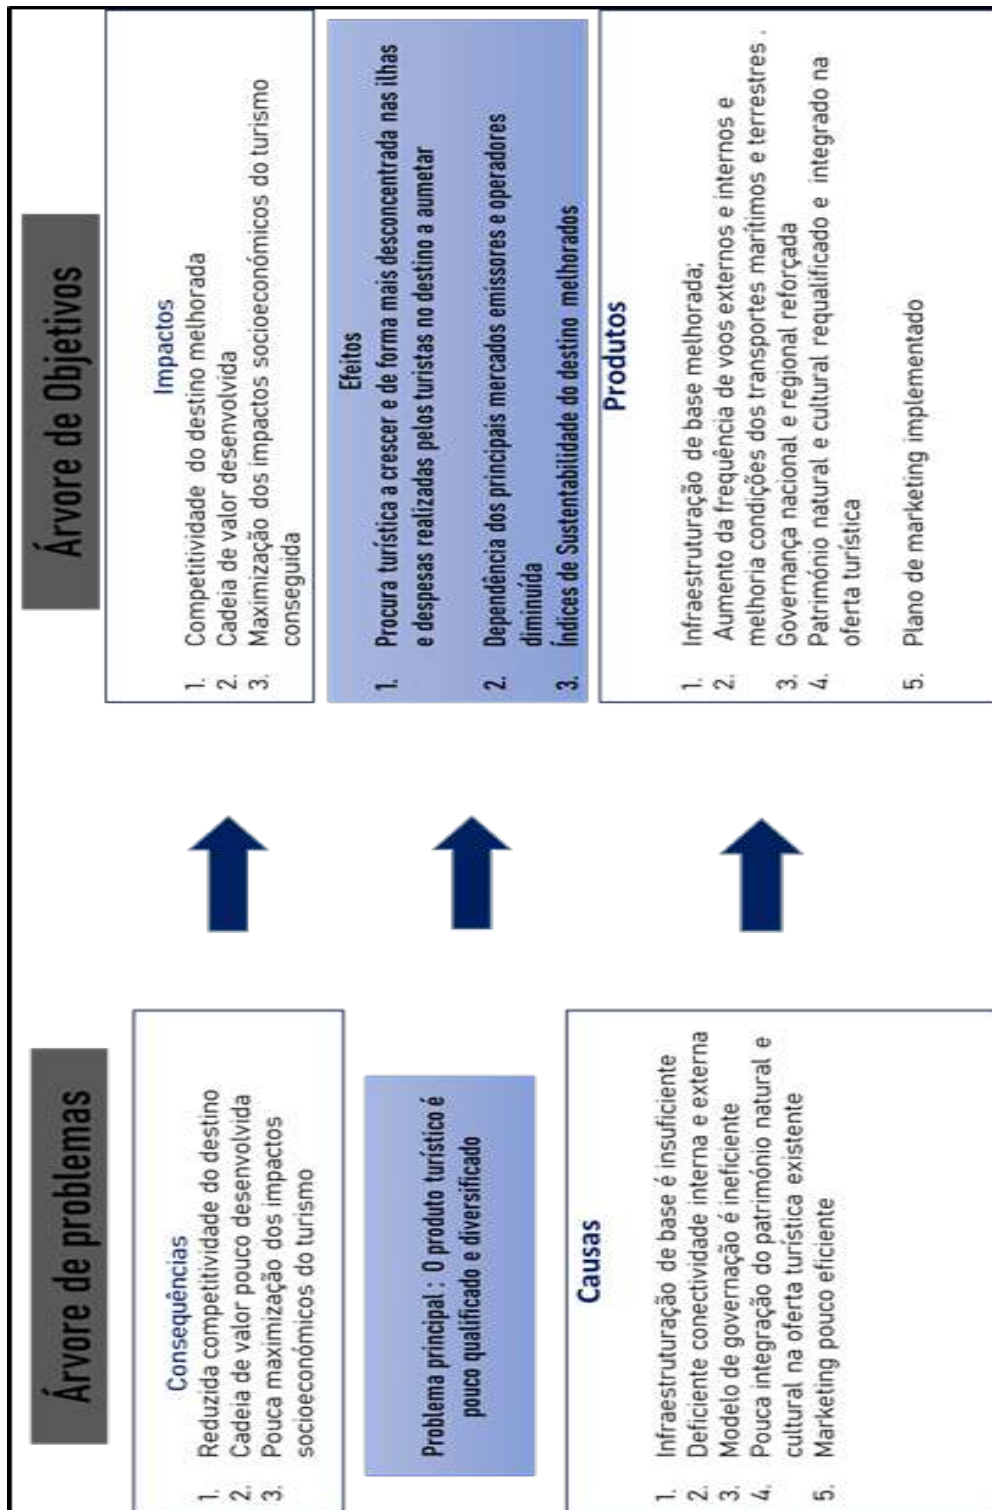 Árvore de problemas
Consequências
1. Reduzida competitividade do destino
2. Cadeia de valor pouco desenvolvida
3. Pouca maximização dos impactos
socioeconómicos do turismo
Problema principal : O produto turístico é
pouco qualificado e diversificado
Causas
1. Infraestruturação de base é insuficiente
2. Deficiente conectividade interna e externa
3. Modelo de governação é ineficiente
4. Pouca integração do património natural e
cultural na oferta turística existente
5. Marketing pouco eficiente
Árvore de Objetivos
Impactos
1. Competitividade do destino melhorada
2. Cadeia de valor desenvolvida
3. Maximização dos impactos socioeconómicos do turismo
conseguida
Efeitos
1. Procura turística a crescer e de forma mais desconcentrada nas ilhas
e despesas realizadas pelos turistas no destino a aumetar
2. Dependência dos principais mercados emissores e operadores
diminuída
3. Índices de Sustentabilidade do destino melhorados
Produtos
1. Infraestruturação de base melhorada;
2. Aumento da frequência de voos externos e internos e
melhoria condições dos transportes marítimos e terrestres .
3. Governança nacional e regional reforçada
4. Património natural e cultural requalificado e integrado na
oferta turística
5. Plano de marketing implementado